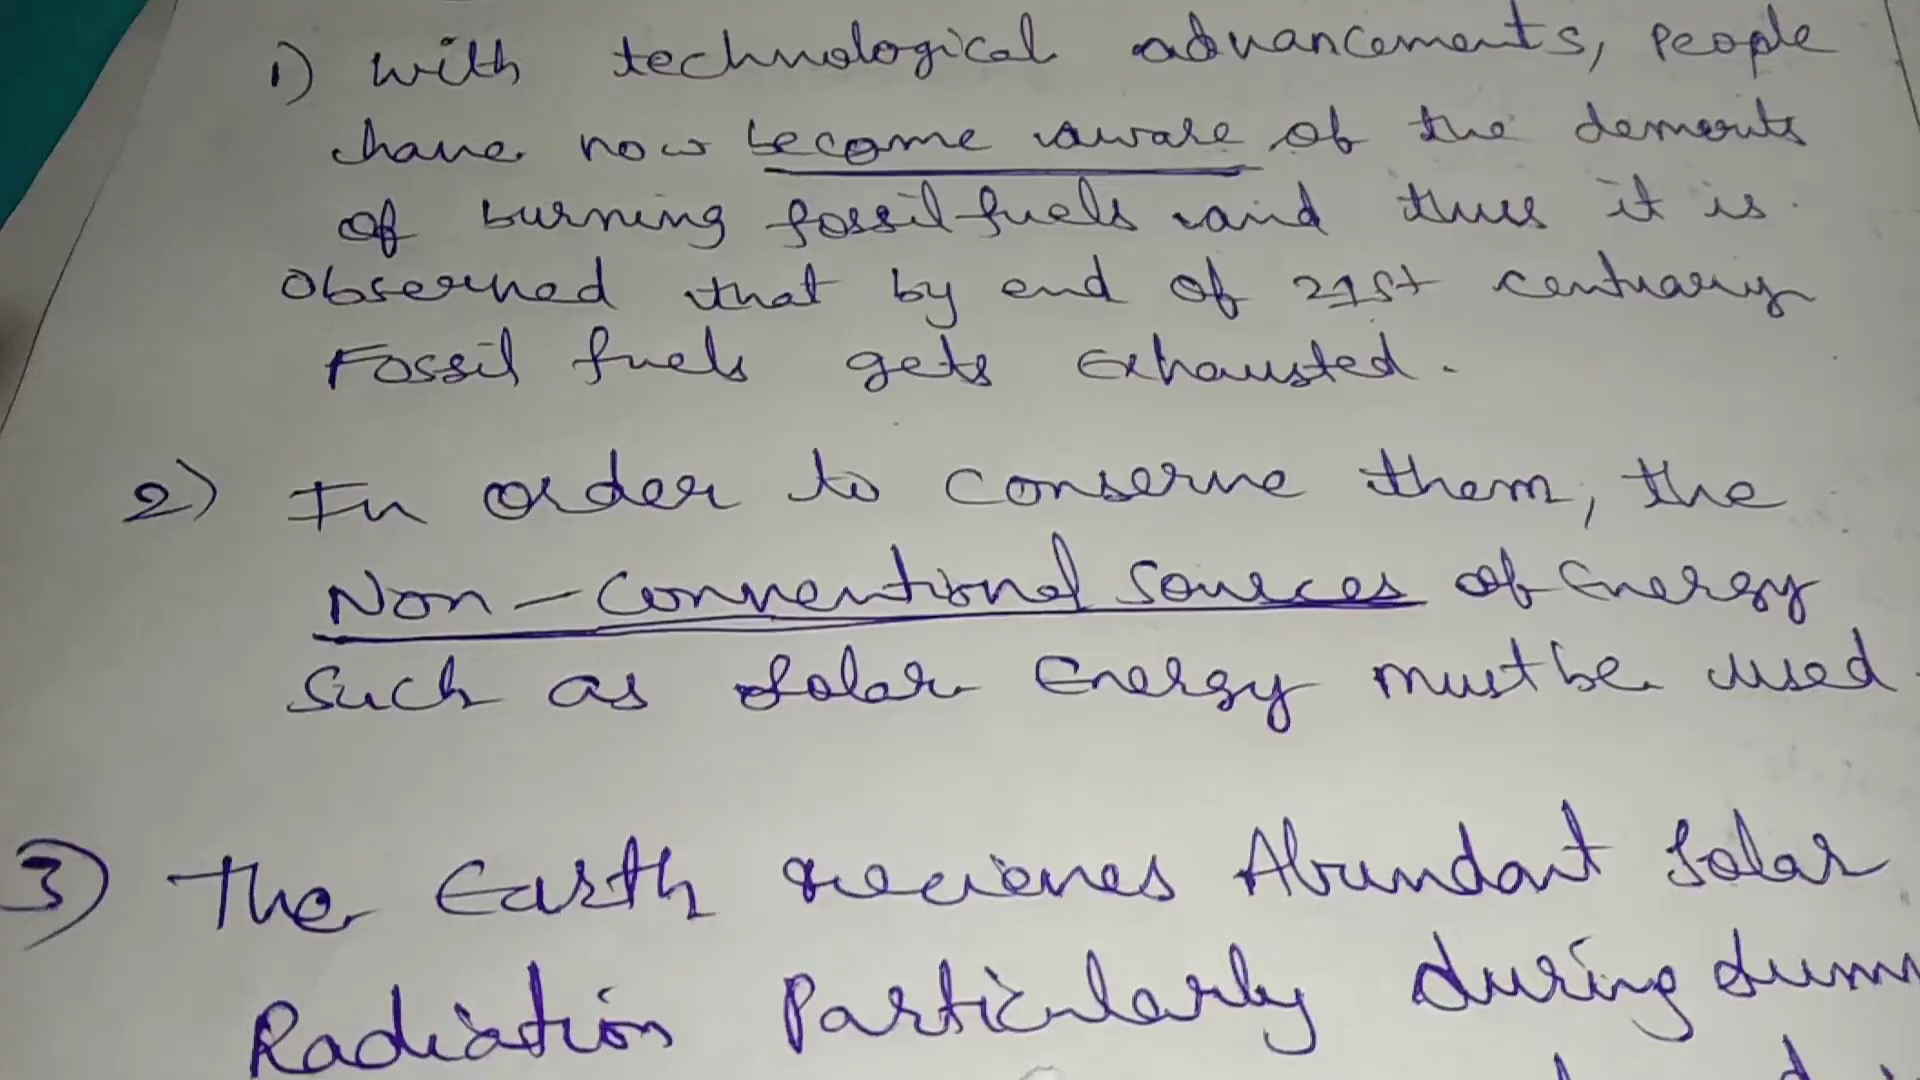 1) With technological advancements, people
have now become aware of the demerits
of burning fossil fuels and thus it is
observed that by end of 21st centuary
Fossil fuels gets Exhausted.
2) In order to conserve them, the
Non-Conventional Sources of Energy
Such as Solar Energy must be used.
3) The Earth recieves Abundant Solar
Radiation Particularly during